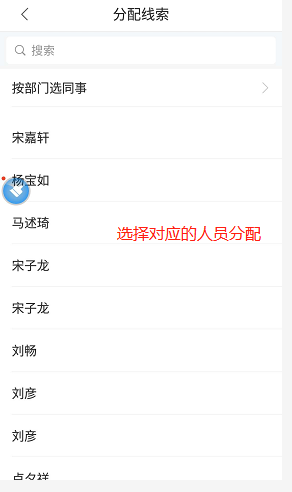 分配线索
搜索
按部门选同事
宋嘉轩
杨宝如
马述琦
选择对应的人员分配
宋子龙
宋子龙
刘畅
刘彦
刘彦